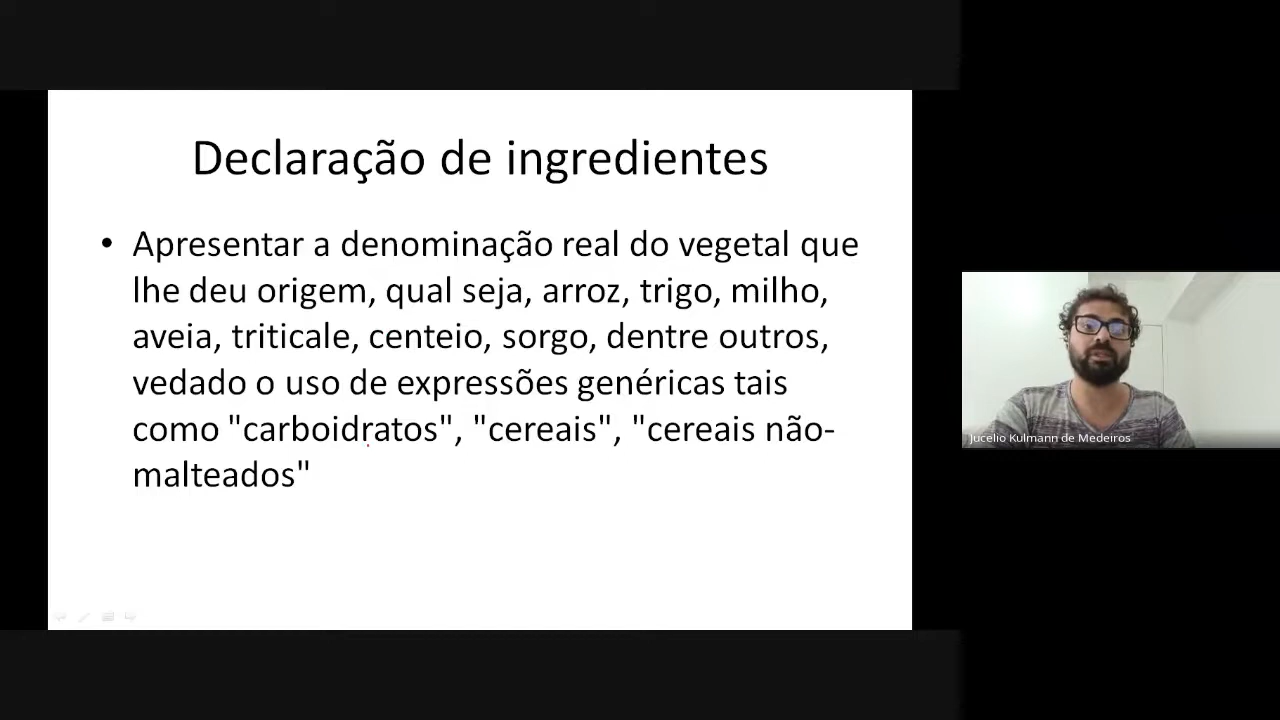 Declaração de ingredientes
• Apresentar a denominação real do vegetal que
lhe deu origem, qual seja, arroz, trigo, milho,
aveia, triticale, centeio, sorgo, dentre outros,
vedado o uso de expressões genéricas tais
como "carboidratos", "cereais", "cereais não-
malteados"
Jucelio Kulmann de Medeiros